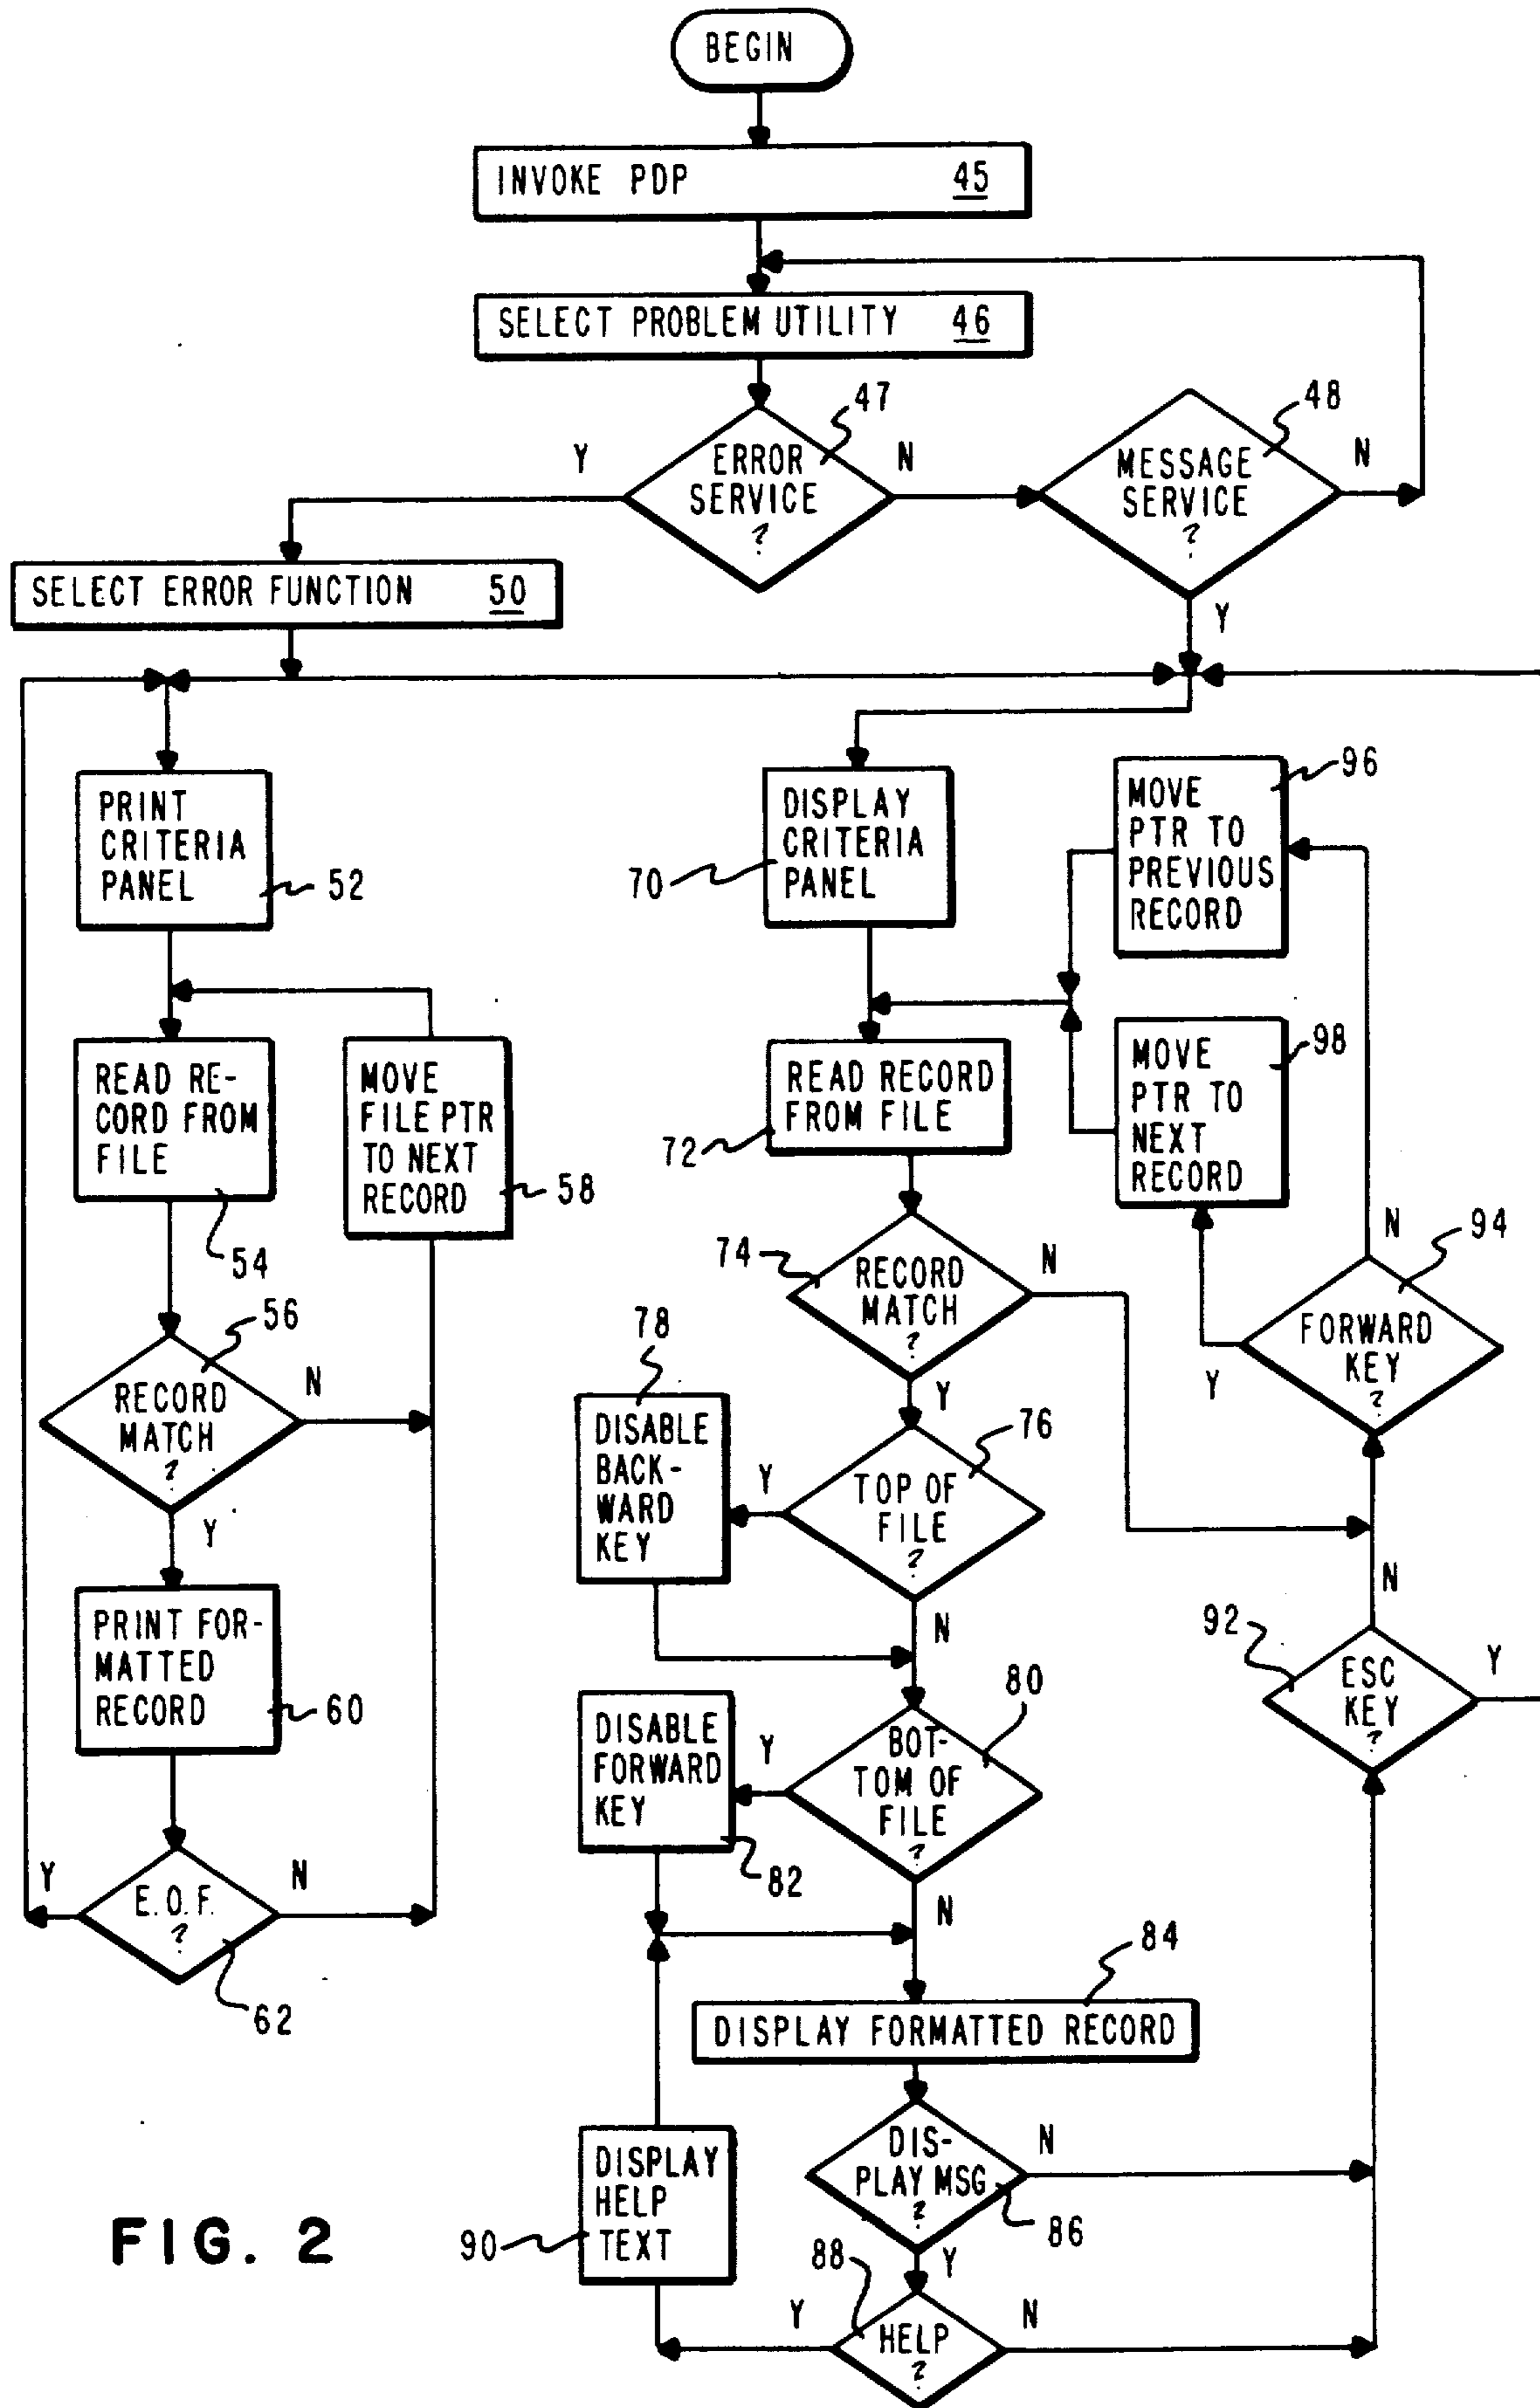 BEGIN
INVOKE PDP 45
SELECT PROBLEM UTILITY 46
47
48
Y
ERROR
SERVICE
?
N
MESSAGE
SERVICE
?
N
SELECT ERROR FUNCTION 50
Y
PRINT
CRITERIA
PANEL
52
READ RE-
CORD FROM
FILE
54
MOVE
FILE PTR
TO NEXT
RECORD
58
56
RECORD
MATCH
?
N
Y
PRINT FOR-
MATTED
RECORD
60
Y
E.O.F.
?
N
62
DISPLAY
CRITERIA
PANEL
70
MOVE
PTR TO
PREVIOUS
RECORD
96
READ RECORD
FROM FILE
72
MOVE
PTR TO
NEXT
RECORD
98
74
RECORD
MATCH
?
N
Y
N
94
FORWARD
KEY
?
Y
78
DISABLE
BACK-
WARD
KEY
Y
76
TOP OF
FILE
?
N
N
92
ESC
KEY
?
Y
DISABLE
FORWARD
KEY
82
Y
80
BOT-
TOM OF
FILE
?
N
84
DISPLAY FORMATTED RECORD
DIS-
PLAY MSG
?
N
86
Y
DISPLAY
HELP
TEXT
90
88
Y
HELP
?
N
FIG. 2